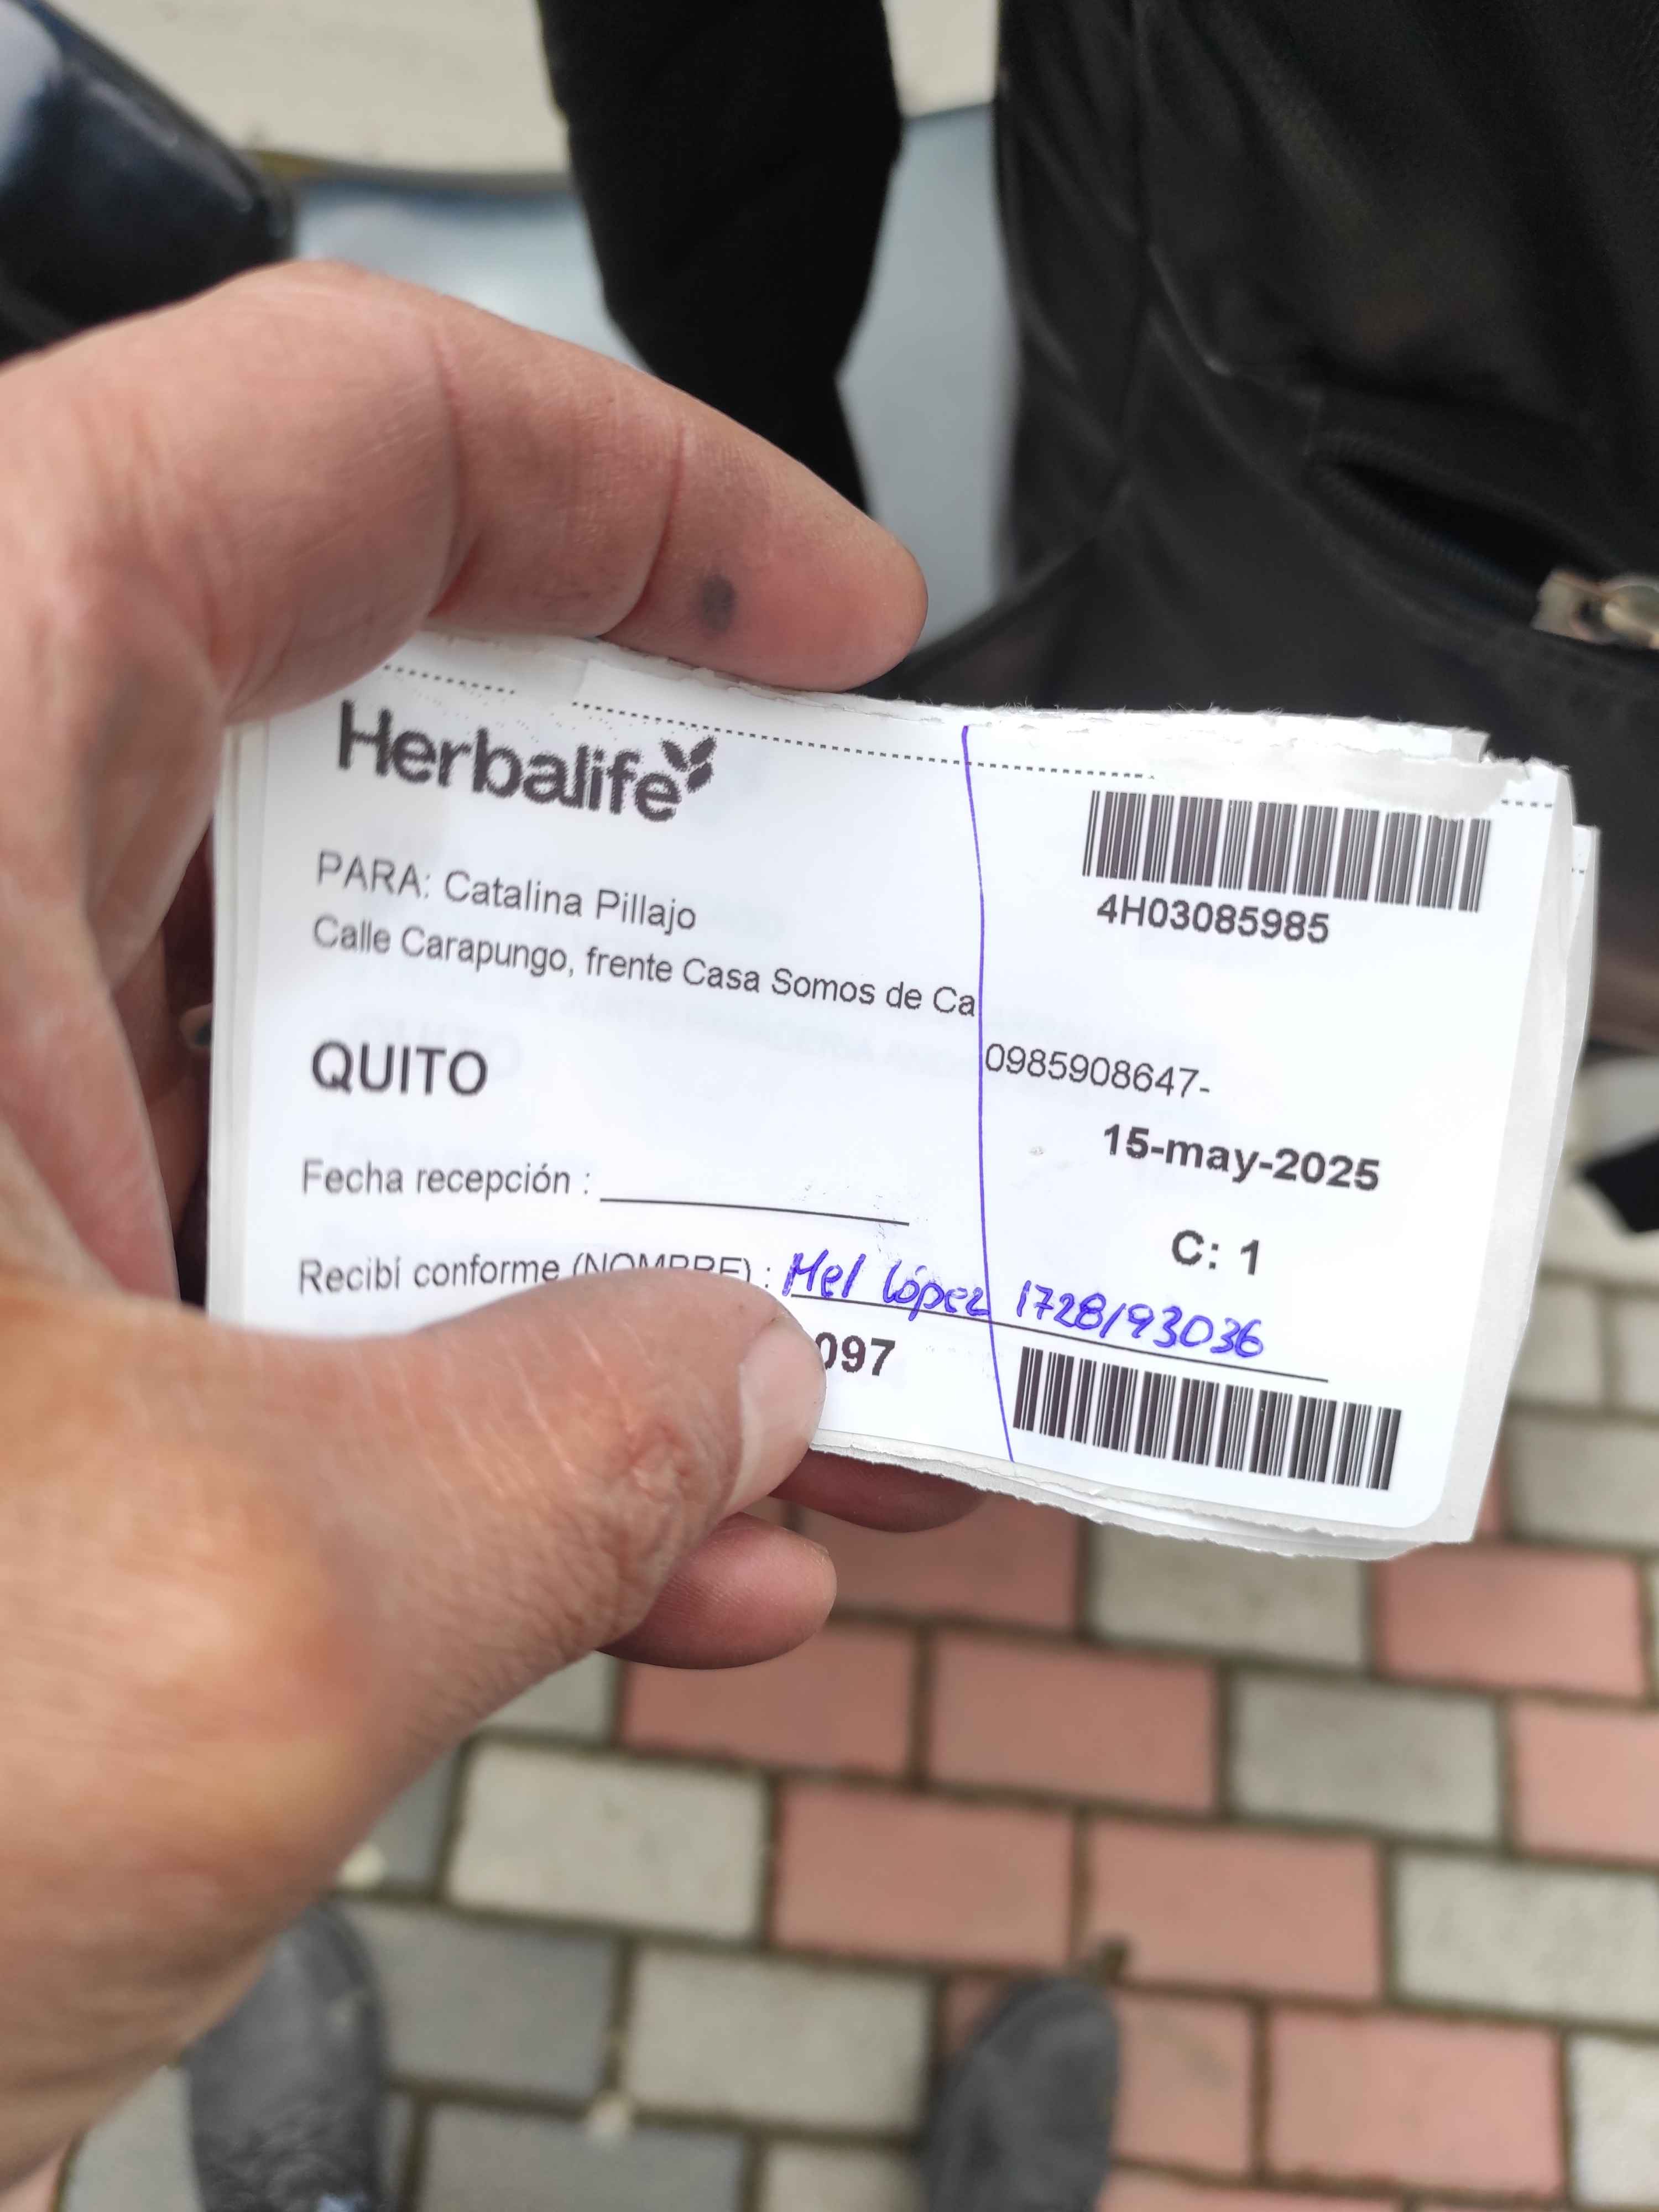 Herbalife
4H03085985
PARA: Catalina Pillajo
Calle Carapungo, frente Casa Somos de Ca
0985908647-
QUITO
15-may-2025
Fecha recepción :
C: 1
Recibí conforme (NOMBRE) : Mel López 1728193036
097